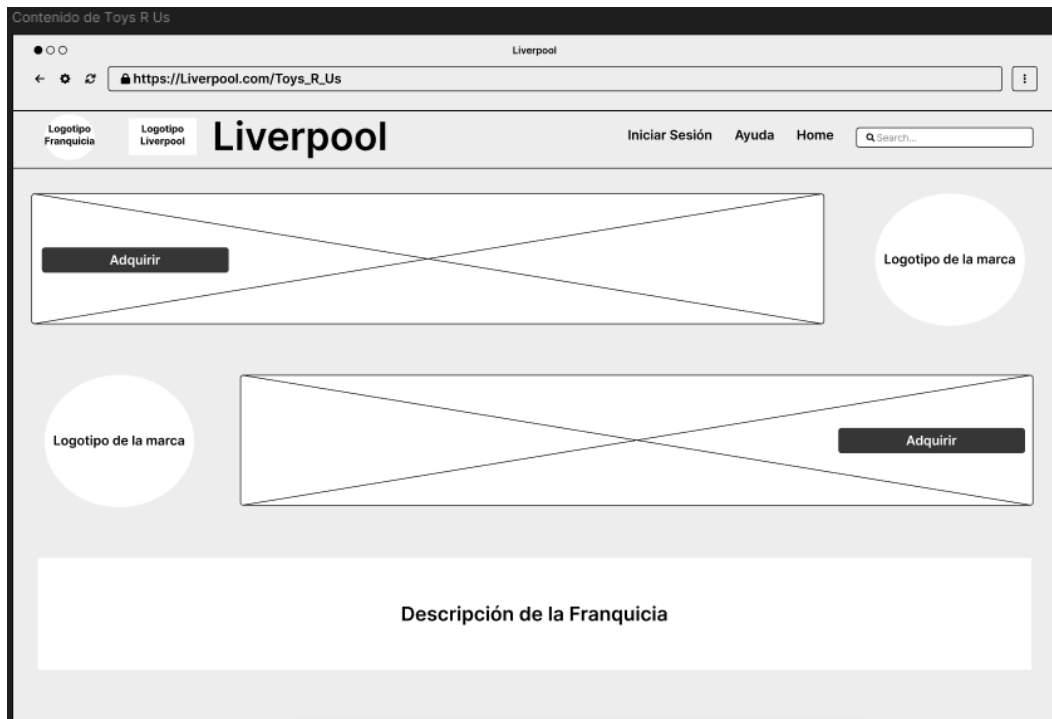 Contenido de Toys R Us
Liverpool
https://Liverpool.com/Toys_R_Us
Logotipo
Franquicia
Logotipo
Liverpool
Liverpool
Iniciar Sesión
Ayuda
Home
Search...
Adquirir
Logotipo de la marca
Logotipo de la marca
Adquirir
Descripción de la Franquicia